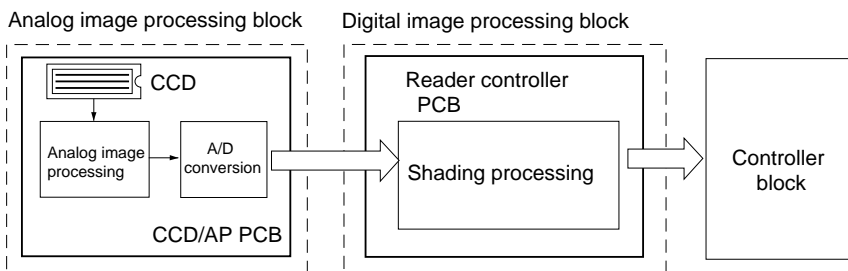 Analog image processing block
Digital image processing block
CCD
Analog image
processing
A/D
conversion
CCD/AP PCB
Reader controller
PCB
Shading processing
Controller
block